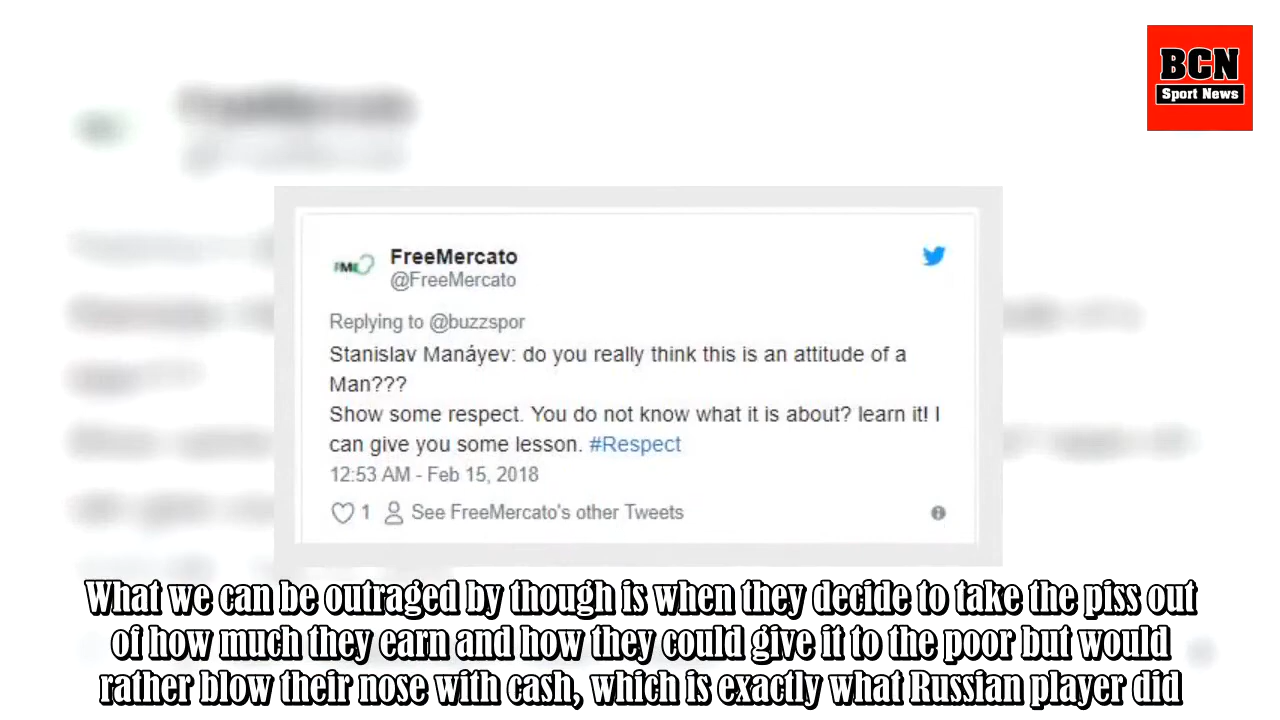 BCN
Sport News
FreeMercato
@FreeMercato
Replying to @buzzspor
Stanislav Manáyev: do you really think this is an attitude of a
Man???
Show some respect. You do not know what it is about? learn it! I
can give you some lesson. #Respect
12:53 AM - Feb 15, 2018
1 See FreeMercato's other Tweets
What we can be outraged by though is when they decide to take the piss out
of how much they earn and how they could give it to the poor but would
rather blow their nose with cash, which is exactly what Russian player did